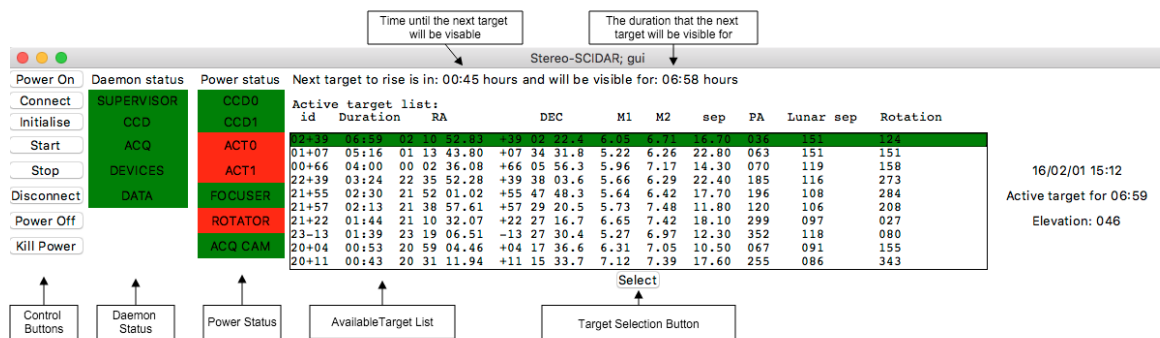 Time until the next target
will be visable
The duration that the next
target will be visible for
Stereo-SCIDAR; gui
Power On Daemon status Power status Next target to rise is in: 00:45 hours and will be visible for: 06:58 hours
Connect SUPERVISOR CCD0 Active target list:
Initialise CCD CCD1 id Duration RA DEC M1 M2 sep PA Lunar sep Rotation
02+39 06:59 02 10 52.83 +39 02 22.4 6.05 6.71 16.70 036 151 124
Start ACQ ACT0 01+07 05:16 01 13 43.80 +07 34 31.8 5.22 6.26 22.80 063 151 151
00+66 04:00 00 02 36.08 +66 05 56.3 5.96 7.17 14.30 070 119 158
Stop DEVICES ACT1 22+39 03:24 22 35 52.28 +39 38 03.6 5.66 6.29 22.40 185 116 273 16/02/01 15:12
Disconnect DATA FOCUSER 21+55 02:30 21 52 01.02 +55 47 48.3 5.64 6.42 17.70 196 108 284 Active target for 06:59
21+57 02:13 21 38 57.61 +57 29 20.5 5.73 7.48 11.80 120 106 208
Power Off ROTATOR 21+22 01:44 21 10 32.07 +22 27 16.7 6.65 7.42 18.10 299 097 027 Elevation: 046
23-13 01:39 23 19 06.51 -13 27 30.4 5.27 6.97 12.30 352 118 080
Kill Power ACQ CAM 20+04 00:53 20 59 04.46 +04 17 36.6 6.31 7.05 10.50 067 091 155
20+11 00:43 20 31 11.94 +11 15 33.7 7.12 7.39 17.60 255 086 343
Select
Control
Buttons
Daemon
Status
Power Status
AvailableTarget List
Target Selection Button